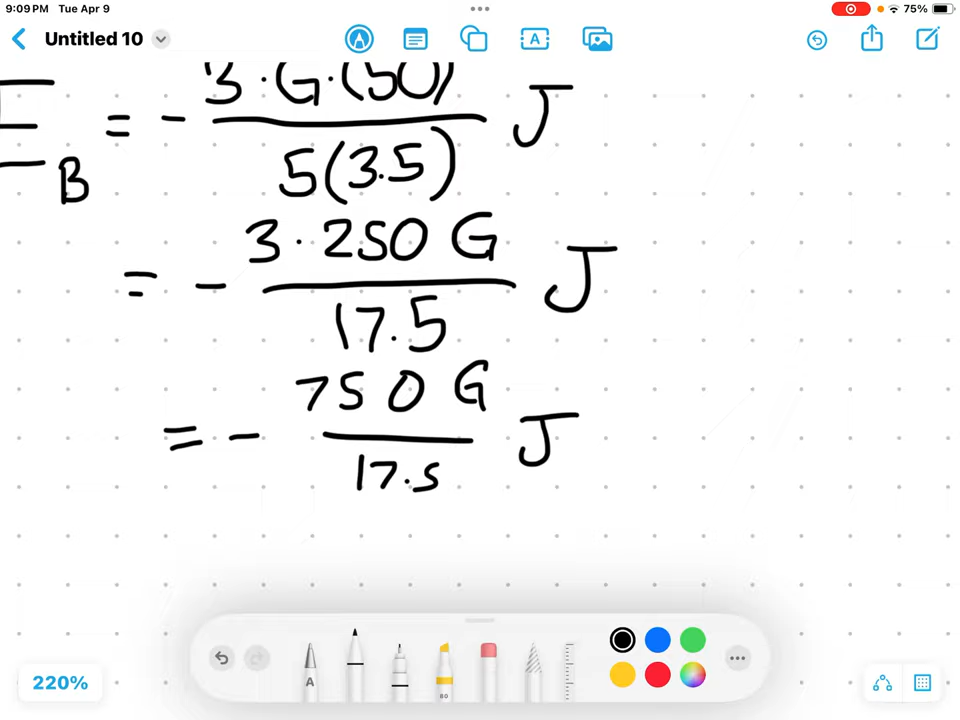 9:09 PM Tue Apr 9
75%
Untitled 10
E_B = - 3·G·(50) J
5(3.5)
= - 3·250 G J
17.5
= - 750 G J
17.5
220%